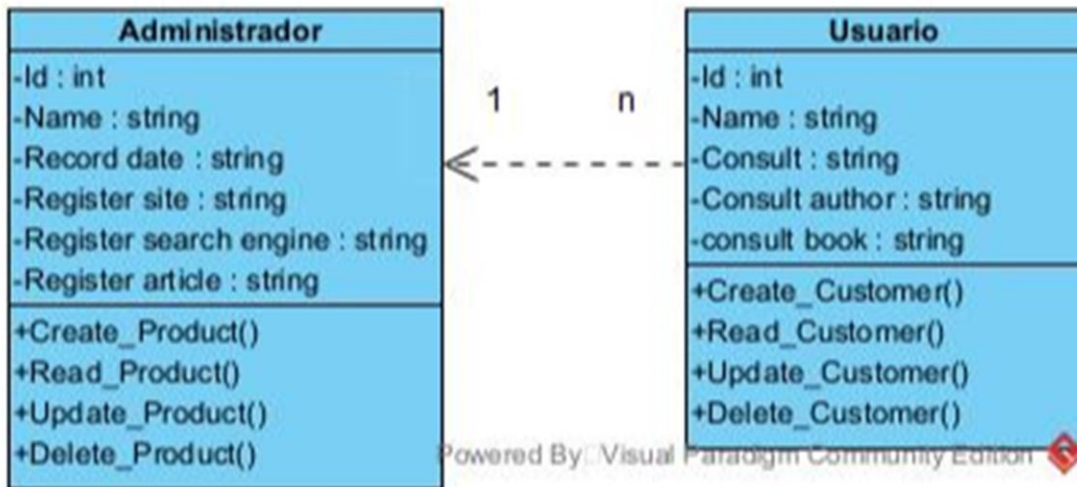 Administrador
-Id : int
-Name : string
-Record date : string
-Register site : string
-Register search engine : string
-Register article : string
+Create_Product()
+Read_Product()
+Update_Product()
+Delete_Product()
1 n
Usuario
-Id : int
-Name : string
-Consult : string
-Consult author : string
-consult book : string
+Create_Customer()
+Read_Customer()
+Update_Customer()
+Delete_Customer()
Powered By Visual Paradigm Community Edition